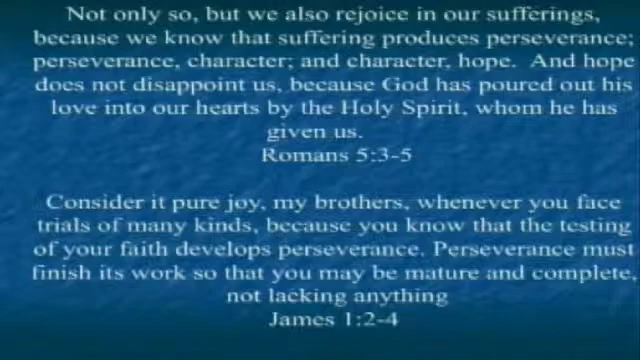 Not only so, but we also rejoice in our sufferings,
because we know that suffering produces perseverance;
perseverance, character; and character, hope.  And hope
does not disappoint us, because God has poured out his
love into our hearts by the Holy Spirit, whom he has
given us.
Romans 5:3-5
Consider it pure joy, my brothers, whenever you face
trials of many kinds, because you know that the testing
of your faith develops perseverance. Perseverance must
finish its work so that you may be mature and complete,
not lacking anything
James 1:2-4